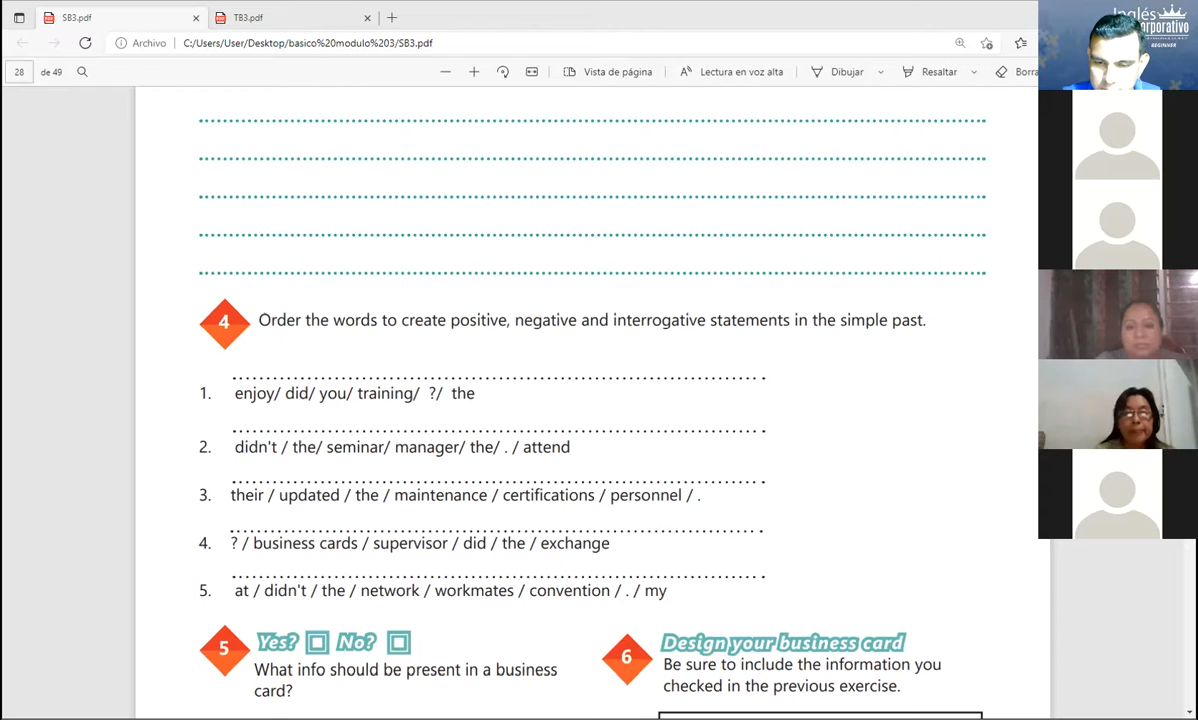 SB3.pdf
TB3.pdf
Archivo
C:/Users/User/Desktop/basico%20modulo%203/SB3.pdf
28 de 49
Vista de página
Lectura en voz alta
Dibujar
Resaltar
Borra
Inglés
BEGINNER
4 Order the words to create positive, negative and interrogative statements in the simple past.
1. enjoy/ did/ you/ training/ ?/ the
2. didn't / the/ seminar/ manager/ the/ . / attend
3. their / updated / the / maintenance / certifications / personnel / .
4. ? / business cards / supervisor / did / the / exchange
5. at / didn't / the / network / workmates / convention / . / my
5 Yes? No?
What info should be present in a business
card?
6 Design your business card
Be sure to include the information you
checked in the previous exercise.